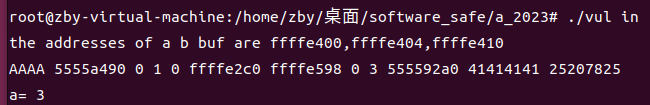 root@zby-virtual-machine:/home/zby/桌面/software_safe/a_2023# ./vul in
the addresses of a b buf are ffffe400,ffffe404,ffffe410
AAAA 5555a490 0 1 0 ffffe2c0 ffffe598 0 3 555592a0 41414141 25207825
a= 3